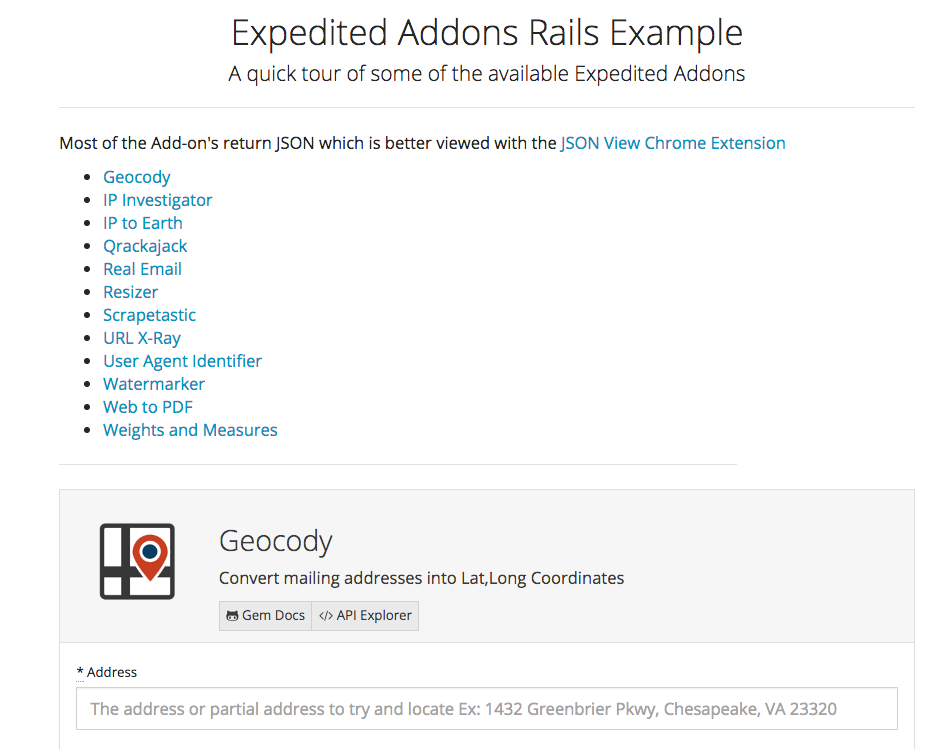 Expedited Addons Rails Example
A quick tour of some of the available Expedited Addons
Most of the Add-on's return JSON which is better viewed with the JSON View Chrome Extension
Geocody
IP Investigator
IP to Earth
Qrackajack
Real Email
Resizer
Scrapetastic
URL X-Ray
User Agent Identifier
Watermarker
Web to PDF
Weights and Measures
Geocody
Convert mailing addresses into Lat,Long Coordinates
Gem Docs </> API Explorer
* Address
The address or partial address to try and locate Ex: 1432 Greenbrier Pkwy, Chesapeake, VA 23320